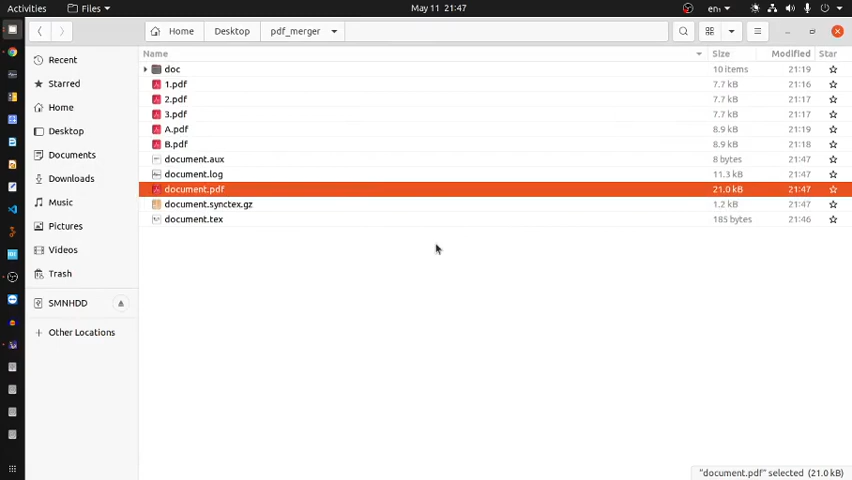 Activities Files May 11 21:47 en
Home Desktop pdf_merger
Name Size Modified Star
Recent
Starred
Home
Desktop
Documents
Downloads
Music
Pictures
Videos
Trash
SMNHDD
Other Locations
doc 10 items 21:19
1.pdf 7.7 kB 21:16
2.pdf 7.7 kB 21:17
3.pdf 7.7 kB 21:17
A.pdf 8.9 kB 21:19
B.pdf 8.9 kB 21:18
document.aux 8 bytes 21:47
document.log 11.3 kB 21:47
document.pdf 21.0 kB 21:47
document.synctex.gz 1.2 kB 21:47
document.tex 185 bytes 21:46
"document.pdf" selected (21.0 kB)